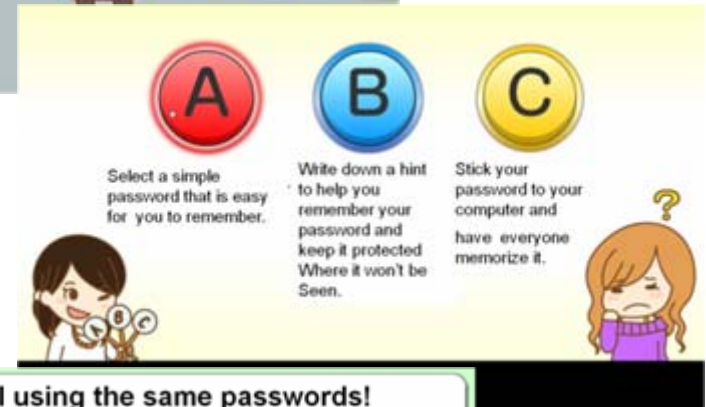 A
B
C
Select a simple
password that is easy
for you to remember.
Write down a hint
to help you
remember your
password and
keep it protected
Where it won't be
Seen.
Stick your
password to your
computer and
have everyone
memorize it.
?
A B C
using the same passwords!